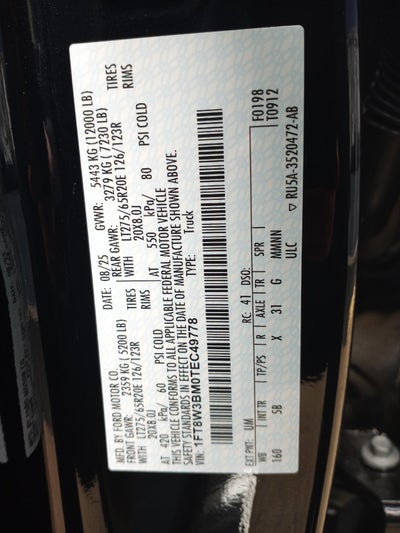 MFD. BY FORD MOTOR CO.
DATE: 08/25 GVWR: 5443 KG (12000 LB)
FRONT GAWR: 2359 KG (5200 LB) REAR GAWR: 3279 KG (7230 LB)
WITH LT275/65R20E 126/123R TIRES WITH LT275/65R20E 126/123R TIRES
20X8.0J RIMS 20X8.0J RIMS
AT 420 kPa/ 60 PSI COLD AT 550 kPa/ 80 PSI COLD
THIS VEHICLE CONFORMS TO ALL APPLICABLE FEDERAL MOTOR VEHICLE
SAFETY STANDARDS IN EFFECT ON THE DATE OF MANUFACTURE SHOWN ABOVE.
VIN: 1FT8W3BM0TEC49778 TYPE: Truck
F0198
T0912
EXT PNT: UM RC: 41 DSO:
WB INT TR TP/PS R AXLE TR SPR
160 5B X 31 G MMNNN
ULC ▽ RU5A-3520472-AB